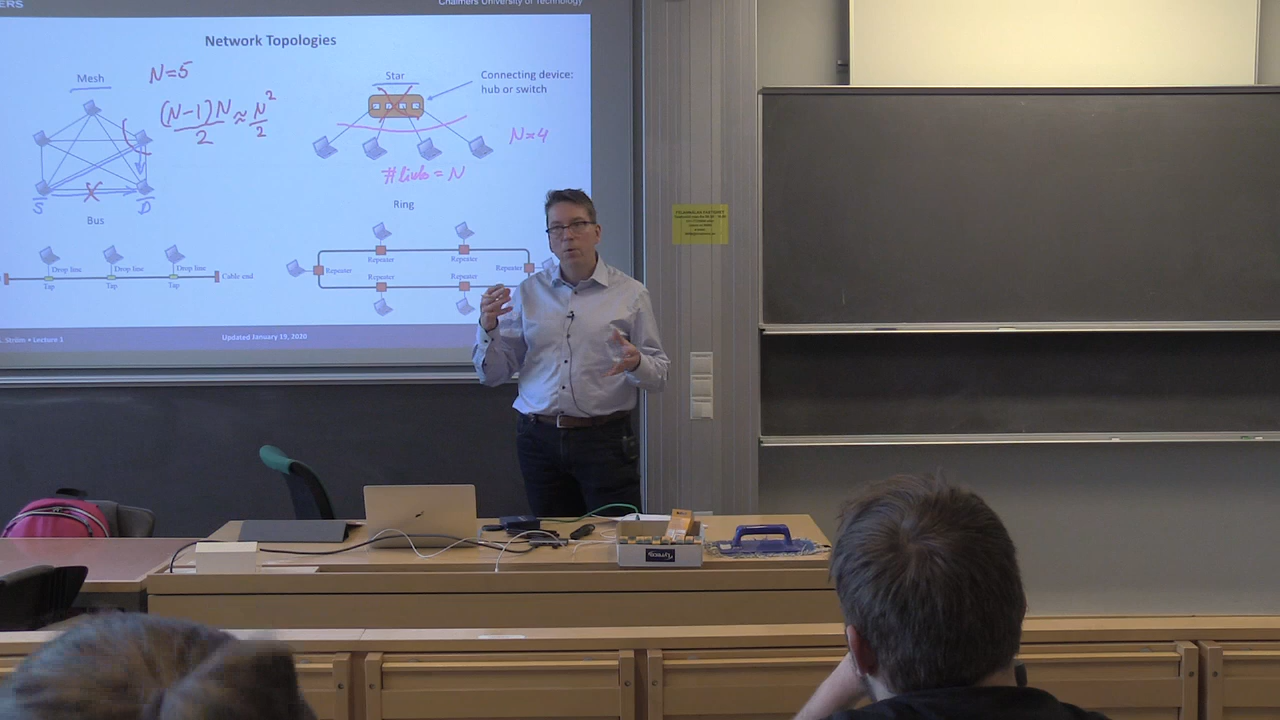 ERS
Chalmers University of Technology
Network Topologies
Mesh
N=5
(N-1)N/2 ≈ N²/2
S
D
Star
Connecting device:
hub or switch
N=4
#links = N
Bus
Drop line
Drop line
Drop line
Cable end
Tap
Tap
Tap
Ring
Repeater
Repeater
Repeater
Repeater
Repeater
Repeater
. Ström • Lecture 1
Updated January 19, 2020